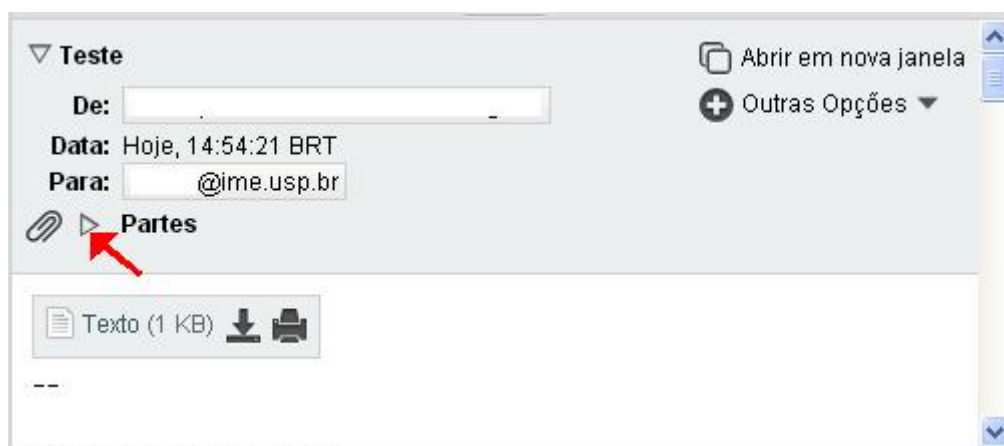 Teste
Abrir em nova janela
De:
Outras Opções
Data: Hoje, 14:54:21 BRT
Para: @ime.usp.br
Partes
Texto (1 KB)
--